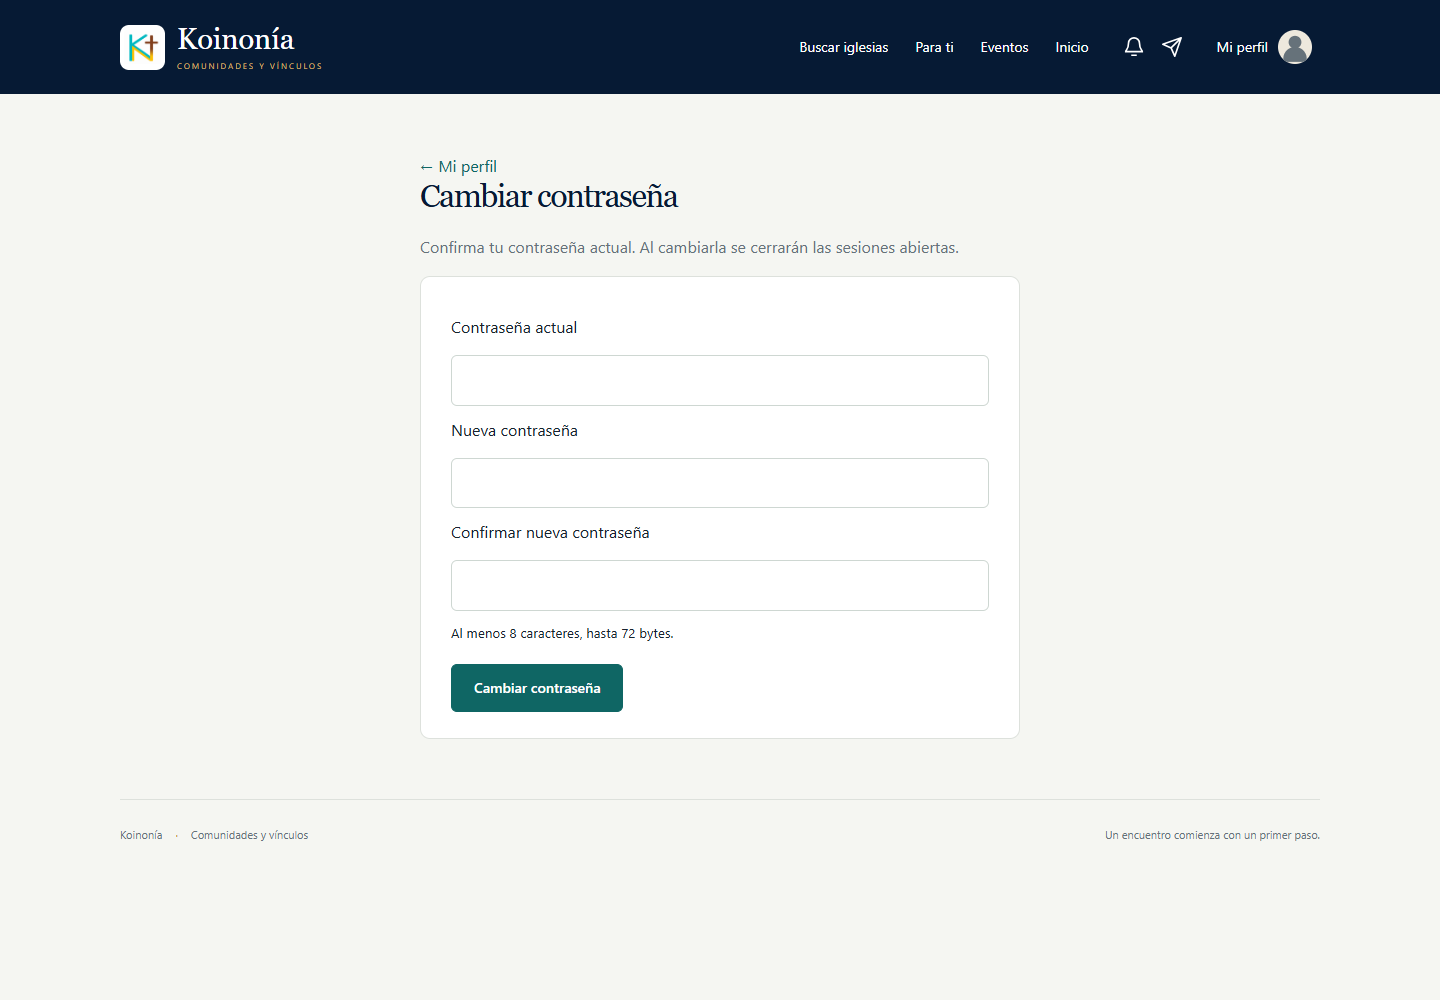 Koinonía
COMUNIDADES Y VÍNCULOS
Buscar iglesias
Para ti
Eventos
Inicio
Mi perfil
← Mi perfil
Cambiar contraseña
Confirma tu contraseña actual. Al cambiarla se cerrarán las sesiones abiertas.
Contraseña actual
Nueva contraseña
Confirmar nueva contraseña
Al menos 8 caracteres, hasta 72 bytes.
Cambiar contraseña
Koinonía · Comunidades y vínculos
Un encuentro comienza con un primer paso.